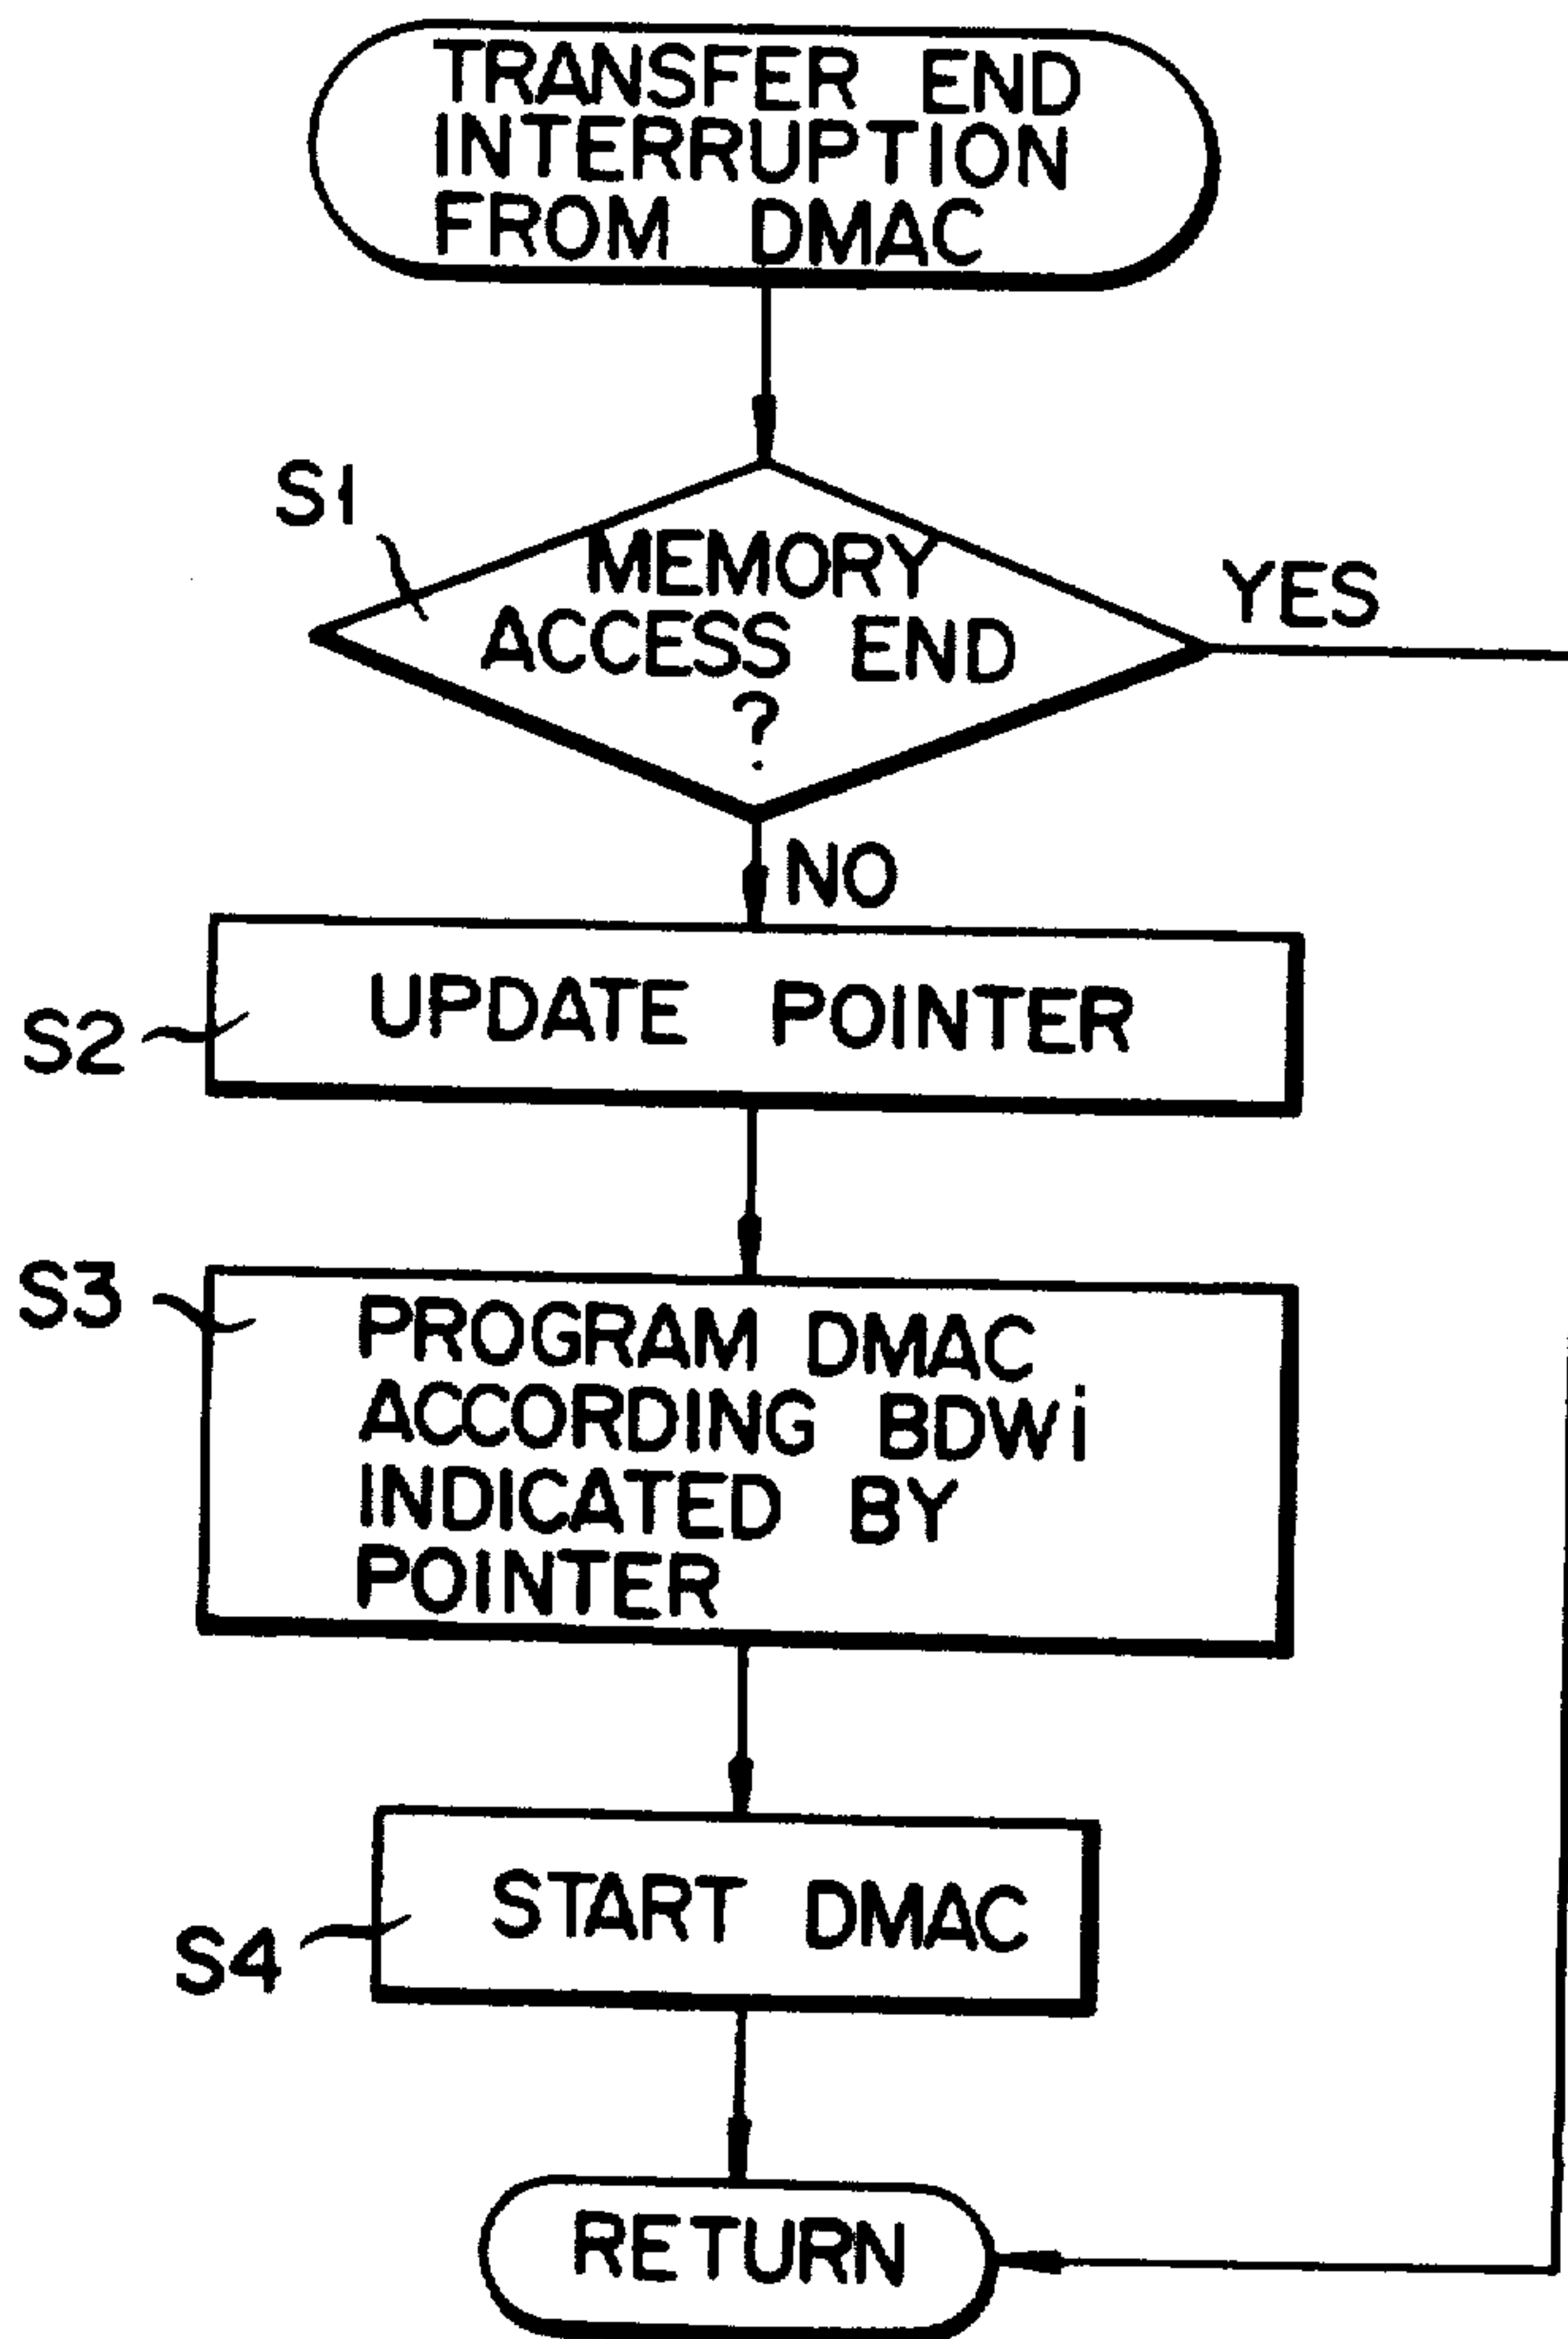 TRANSFER END
INTERRUPTION
FROM DMAC
S1
MEMORY
ACCESS END
?
YES
NO
S2
UPDATE POINTER
S3
PROGRAM DMAC
ACCORDING BDWi
INDICATED BY
POINTER
S4
START DMAC
RETURN